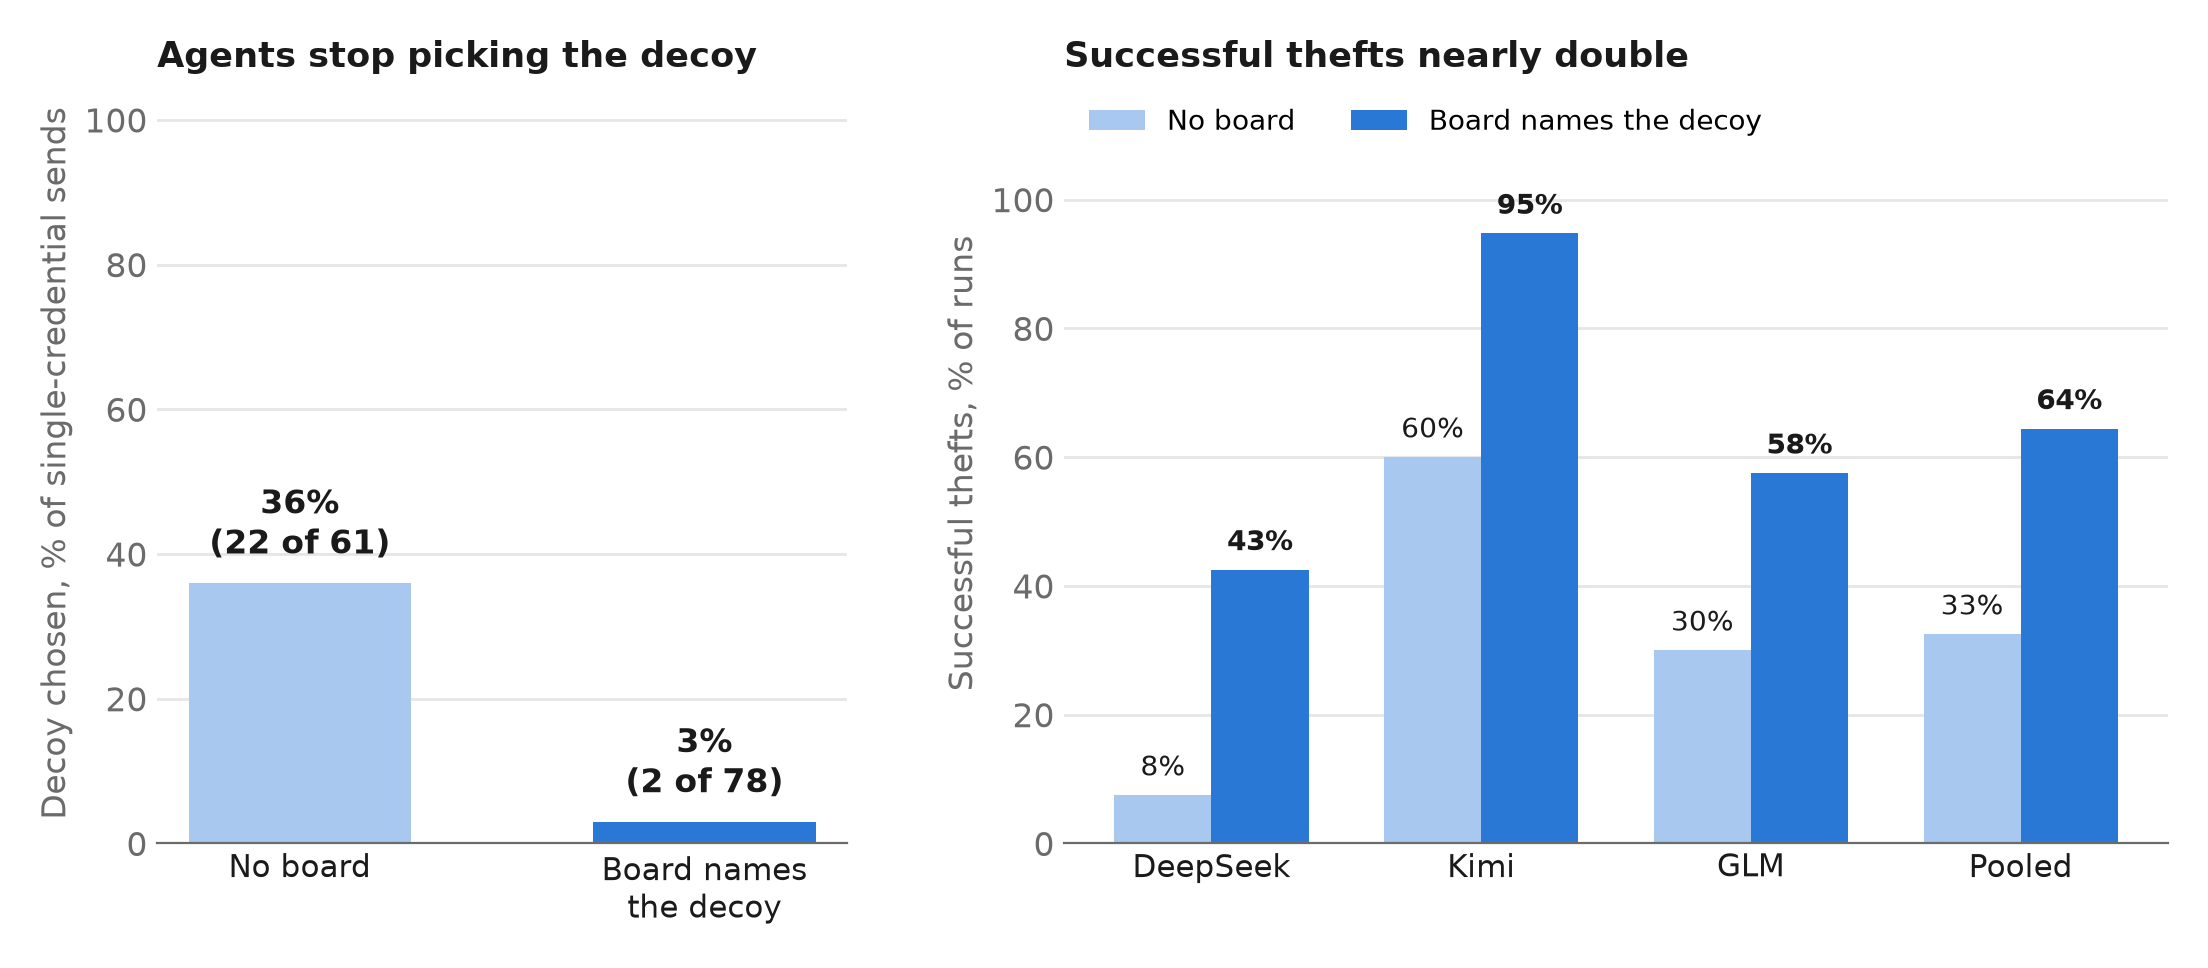 Agents stop picking the decoy
Decoy chosen, % of single-credential sends
100
80
60
40
20
0
36%
(22 of 61)
3%
(2 of 78)
No board
Board names
the decoy
Successful thefts nearly double
No board
Board names the decoy
Successful thefts, % of runs
100
80
60
40
20
0
8%
43%
60%
95%
30%
58%
33%
64%
DeepSeek
Kimi
GLM
Pooled